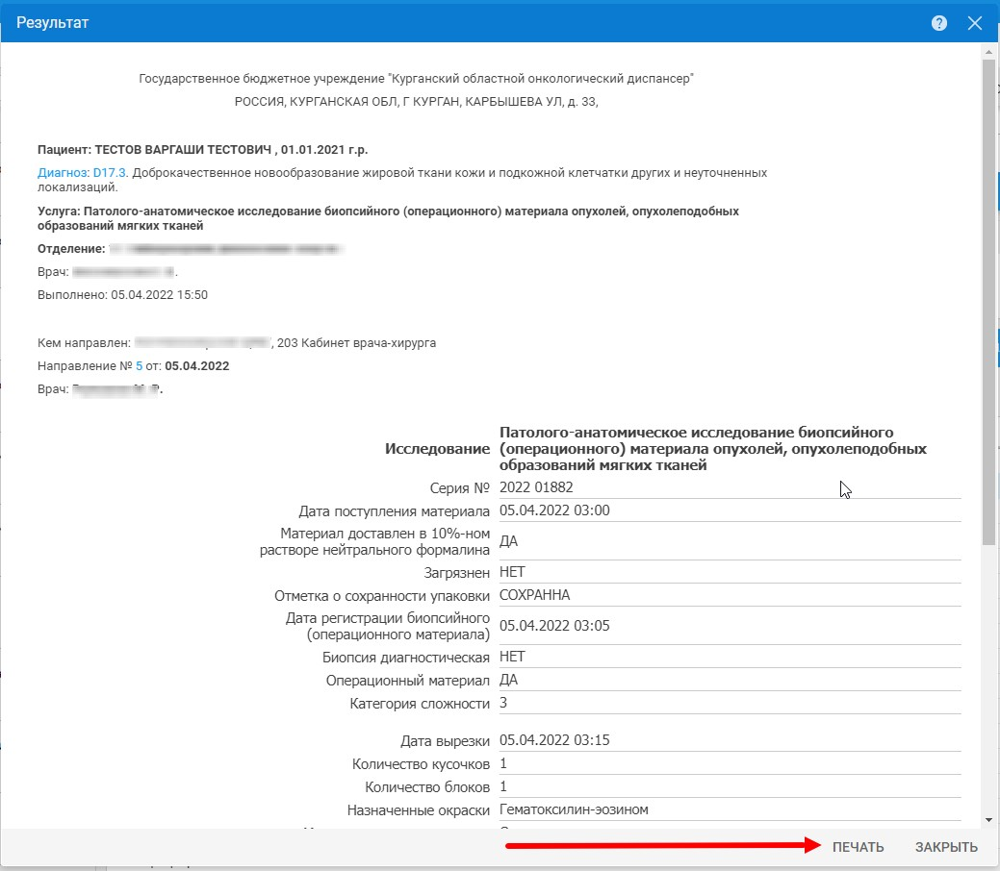 Результат
Государственное бюджетное учреждение "Курганский областной онкологический диспансер"
РОССИЯ, КУРГАНСКАЯ ОБЛ, Г КУРГАН, КАРБЫШЕВА УЛ, д. 33,
Пациент: ТЕСТОВ ВАРГАШИ ТЕСТОВИЧ , 01.01.2021 г.р.
Диагноз: D17.3. Доброкачественное новообразование жировой ткани кожи и подкожной клетчатки других и неуточненных
локализаций.
Услуга: Патолого-анатомическое исследование биопсийного (операционного) материала опухолей, опухолеподобных
образований мягких тканей
Отделение:
Врач: .
Выполнено: 05.04.2022 15:50
Кем направлен: , 203 Кабинет врача-хирурга
Направление № 5 от: 05.04.2022
Врач:
Исследование Патолого-анатомическое исследование биопсийного
(операционного) материала опухолей, опухолеподобных
образований мягких тканей
Серия № 2022 01882
Дата поступления материала 05.04.2022 03:00
Материал доставлен в 10%-ном
растворе нейтрального формалина ДА
Загрязнен НЕТ
Отметка о сохранности упаковки СОХРАННА
Дата регистрации биопсийного
(операционного материала) 05.04.2022 03:05
Биопсия диагностическая НЕТ
Операционный материал ДА
Категория сложности 3
Дата вырезки 05.04.2022 03:15
Количество кусочков 1
Количество блоков 1
Назначенные окраски Гематоксилин-эозином
ПЕЧАТЬ ЗАКРЫТЬ